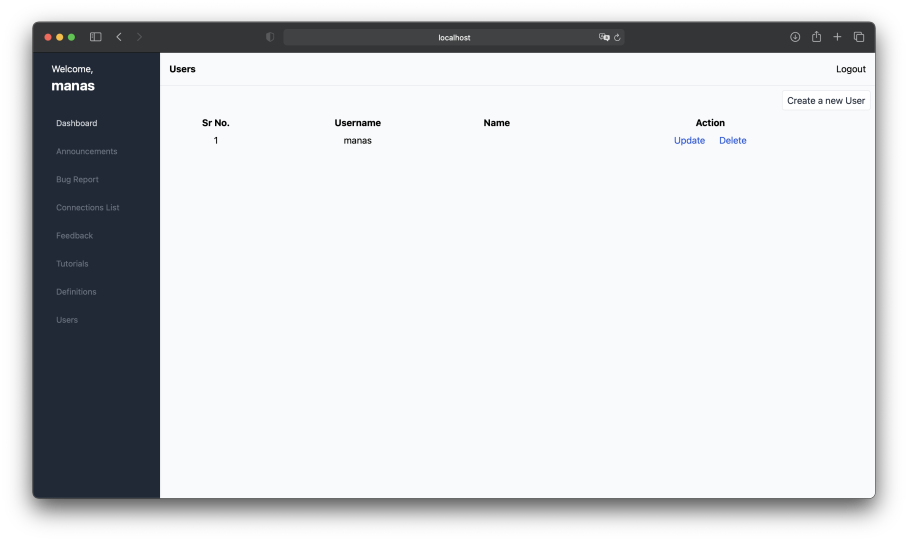 localhost
Welcome,
manas
Dashboard
Announcements
Bug Report
Connections List
Feedback
Tutorials
Definitions
Users
Users Logout
Create a new User
Sr No. Username Name Action
1 manas Update Delete